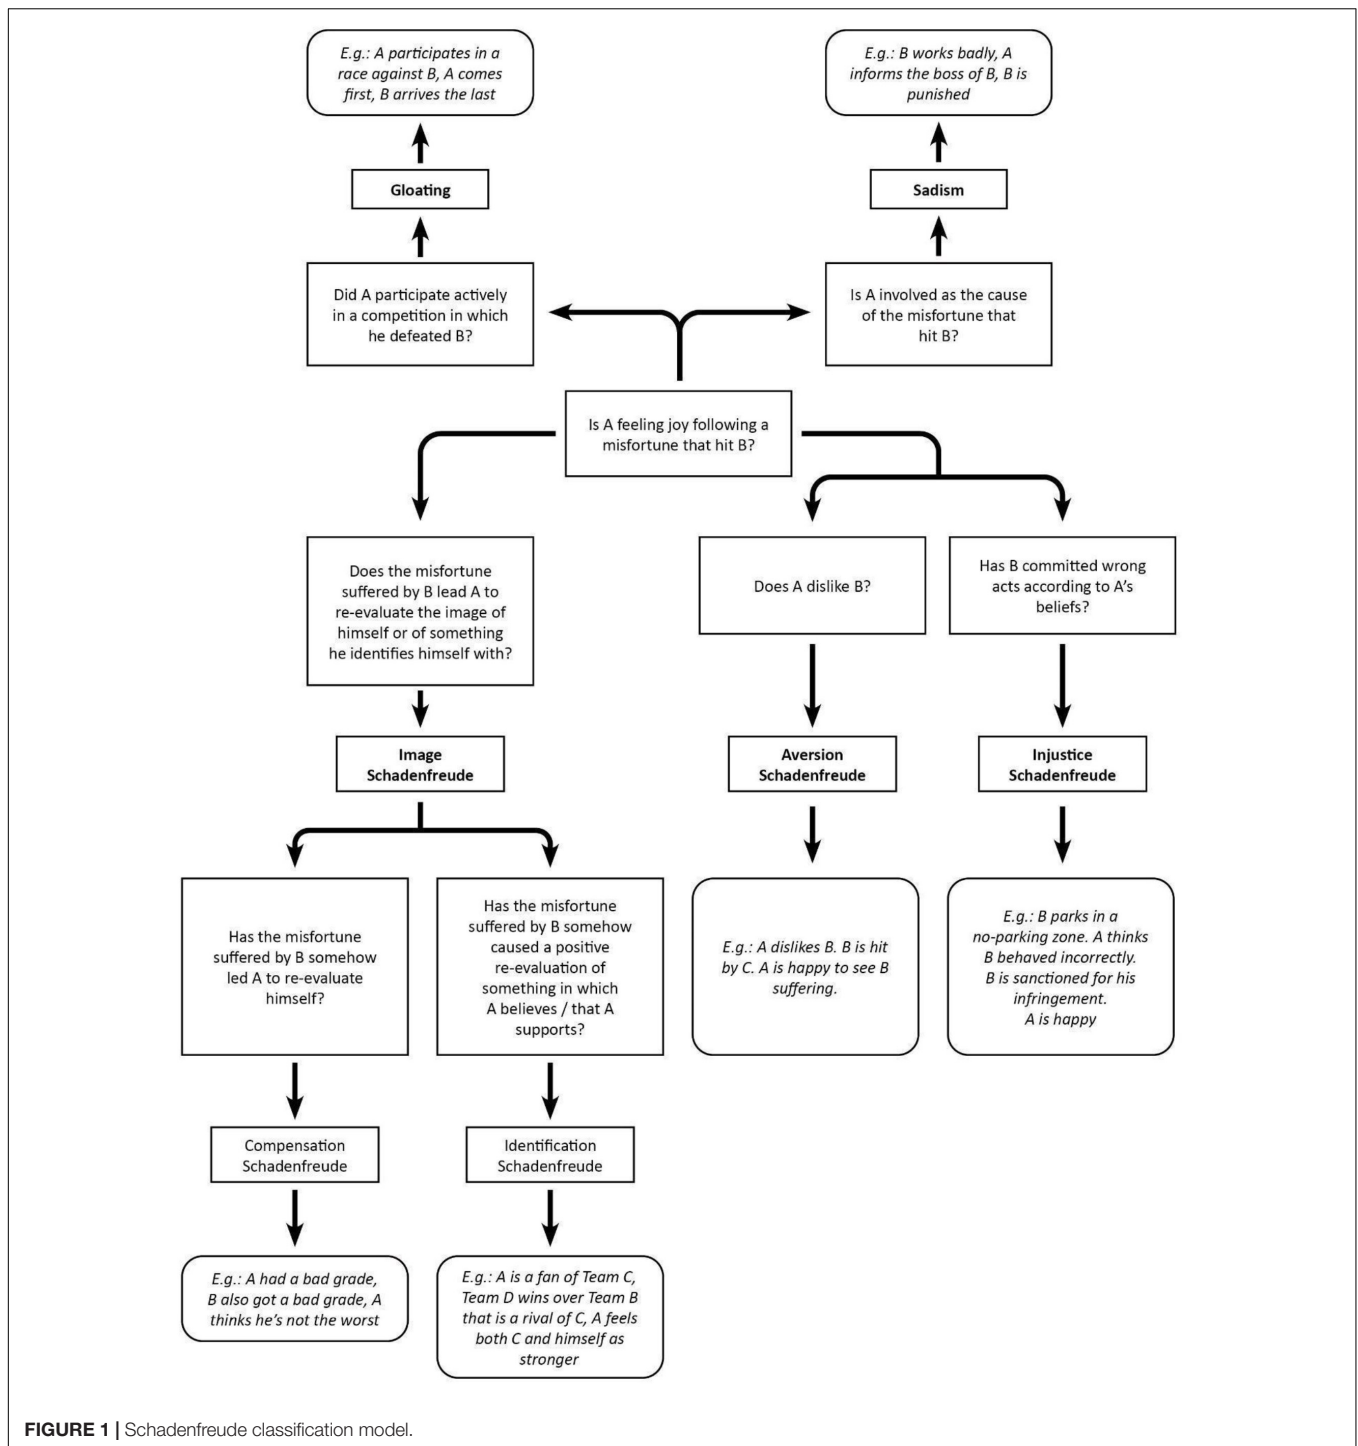 E.g.: A participates in a
race against B, A comes
first, B arrives the last
E.g.: B works badly, A
informs the boss of B, B is
punished
Gloating
Sadism
Did A participate actively
in a competition in which
he defeated B?
Is A involved as the cause
of the misfortune that
hit B?
Is A feeling joy following a
misfortune that hit B?
Does the misfortune
suffered by B lead A to
re-evaluate the image of
himself or of something
he identifies himself with?
Does A dislike B?
Has B committed wrong
acts according to A’s
beliefs?
Image
Schadenfreude
Aversion
Schadenfreude
Injustice
Schadenfreude
Has the misfortune
suffered by B somehow
led A to re-evaluate
himself?
Has the misfortune
suffered by B somehow
caused a positive
re-evaluation of
something in which
A believes / that A
supports?
E.g.: A dislikes B. B is hit
by C. A is happy to see B
suffering.
E.g.: B parks in a
no-parking zone. A thinks
B behaved incorrectly.
B is sanctioned for his
infringement.
A is happy
Compensation
Schadenfreude
Identification
Schadenfreude
E.g.: A had a bad grade,
B also got a bad grade, A
thinks he’s not the worst
E.g.: A is a fan of Team C,
Team D wins over Team B
that is a rival of C, A feels
both C and himself as
stronger
FIGURE 1 | Schadenfreude classification model.